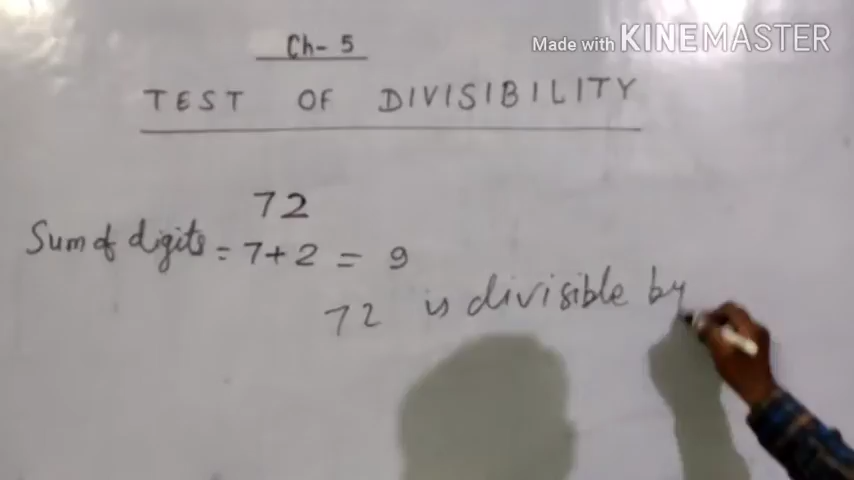 Made with KINEMASTER
Ch- 5
TEST OF DIVISIBILITY
72
Sum of digits = 7+2 = 9
72 is divisible by